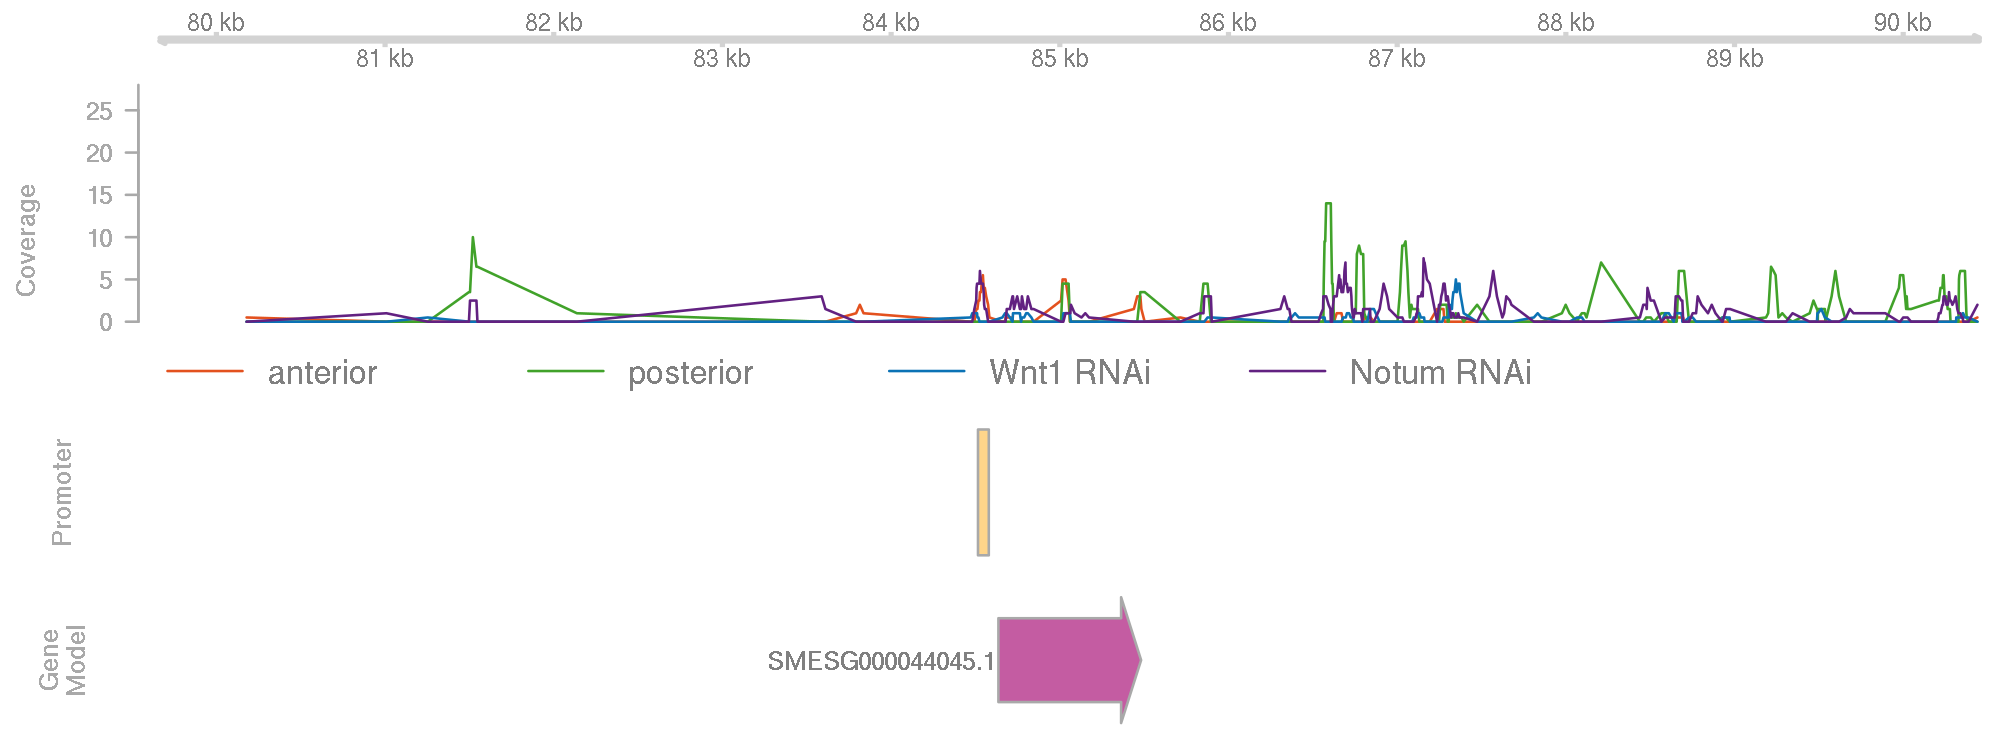 80 kb 82 kb 84 kb 86 kb 88 kb 90 kb
81 kb 83 kb 85 kb 87 kb 89 kb
Coverage
25
20
15
10
5
0
anterior posterior Wnt1 RNAi Notum RNAi
Promoter
Gene
Model
SMESG000044045.1